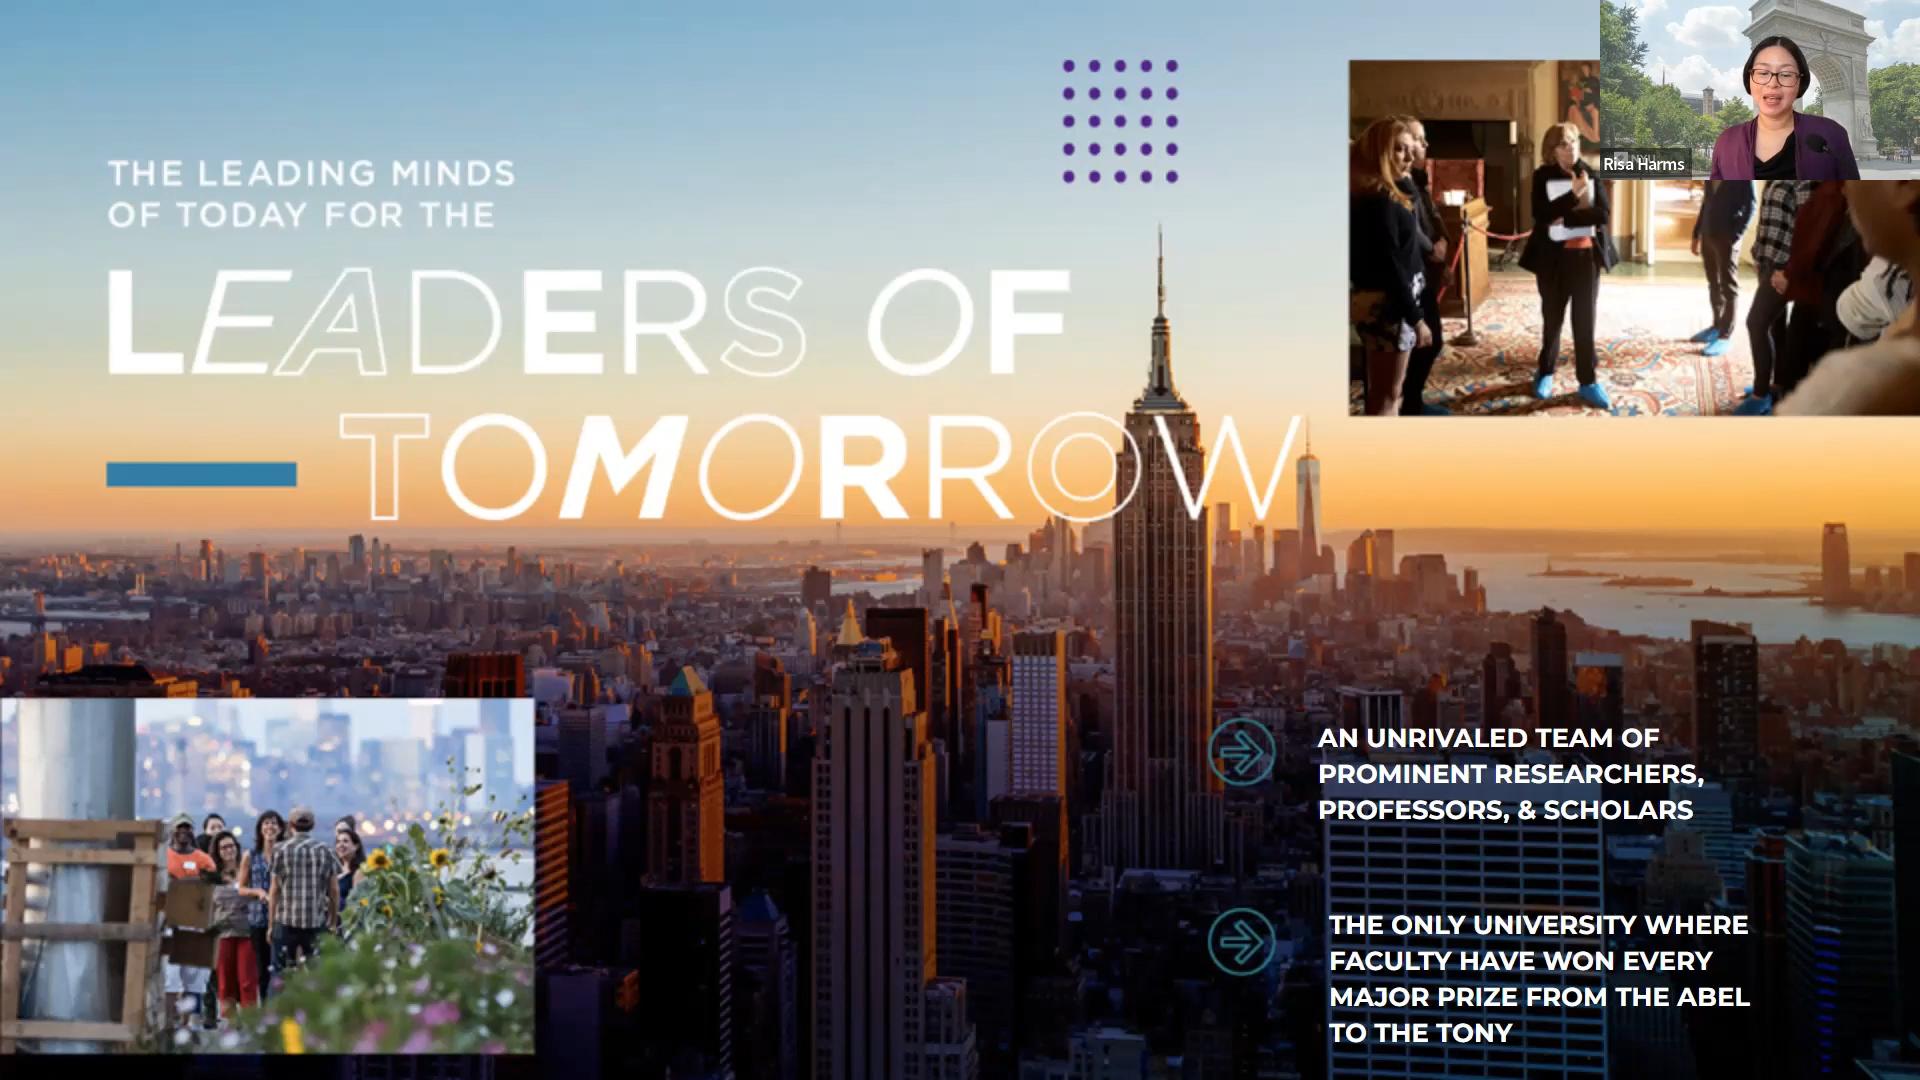 THE LEADING MINDS
OF TODAY FOR THE
LEADERS OF
TOMORROW
Risa Harms
AN UNRIVALED TEAM OF
PROMINENT RESEARCHERS,
PROFESSORS, & SCHOLARS
THE ONLY UNIVERSITY WHERE
FACULTY HAVE WON EVERY
MAJOR PRIZE FROM THE ABEL
TO THE TONY